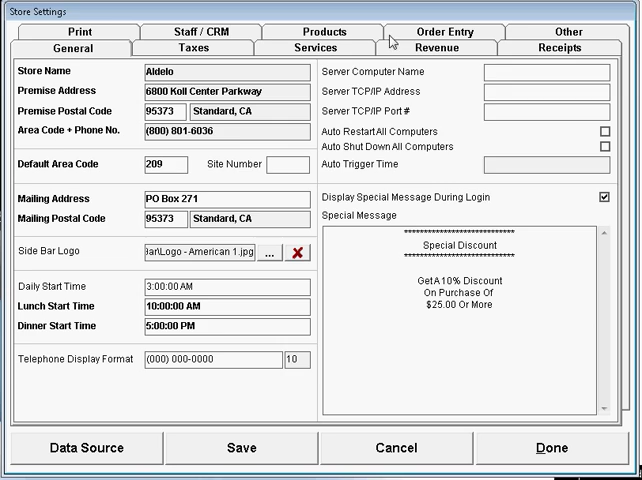 Store Settings
Print
Staff / CRM
Products
Order Entry
Other
General
Taxes
Services
Revenue
Receipts
Store Name
Aldelo
Premise Address
6800 Koll Center Parkway
Premise Postal Code
95373
Standard, CA
Area Code + Phone No.
(800) 801-6036
Default Area Code
209
Site Number
Mailing Address
PO Box 271
Mailing Postal Code
95373
Standard, CA
Side Bar Logo
3ar\Logo - American 1.jpg
...
Daily Start Time
3:00:00 AM
Lunch Start Time
10:00:00 AM
Dinner Start Time
5:00:00 PM
Telephone Display Format
(000) 000-0000
10
Server Computer Name
Server TCP/IP Address
Server TCP/IP Port #
Auto Restart All Computers
Auto Shut Down All Computers
Auto Trigger Time
Display Special Message During Login
Special Message
**************************
Special Discount
**************************
Get A 10% Discount
On Purchase Of
$25.00 Or More
Data Source
Save
Cancel
Done